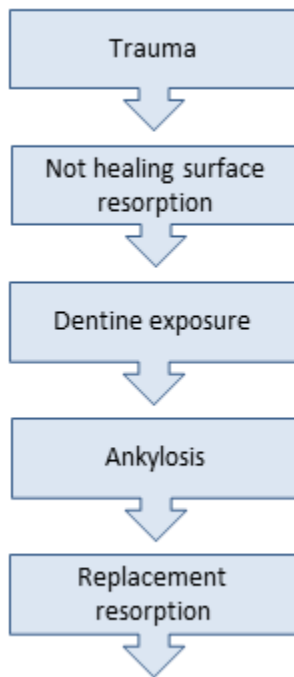 Trauma
Not healing surface
resorption
Dentine exposure
Ankylosis
Replacement
resorption